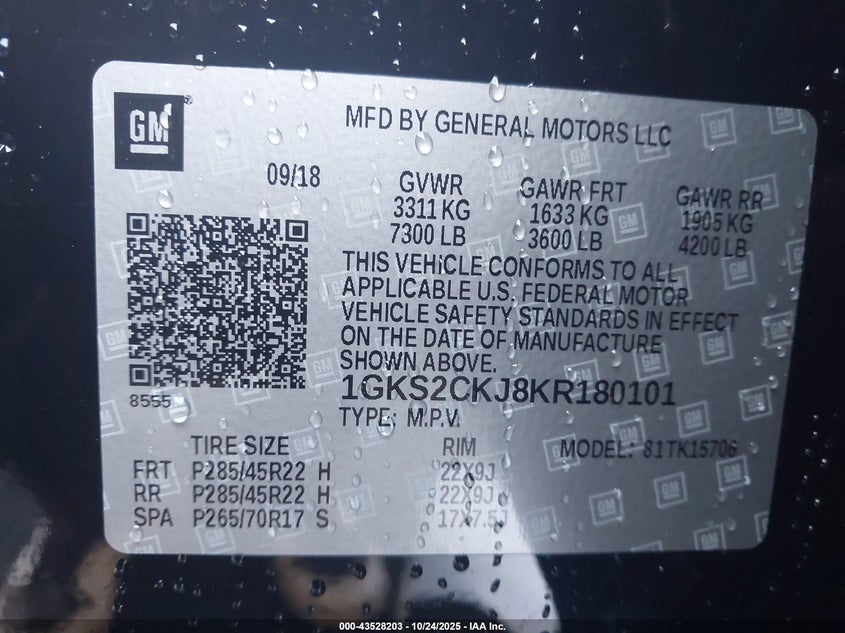 GM
MFD BY GENERAL MOTORS LLC
09/18
GVWR
3311 KG
7300 LB
GAWR FRT
1633 KG
3600 LB
GAWR RR
1905 KG
4200 LB
THIS VEHICLE CONFORMS TO ALL
APPLICABLE U.S. FEDERAL MOTOR
VEHICLE SAFETY STANDARDS IN EFFECT
ON THE DATE OF MANUFACTURE
SHOWN ABOVE.
8555
1GKS2CKJ8KR180101
TYPE: M.P.V.
MODEL: 81TK15706
TIRE SIZE RIM
FRT P285/45R22 H 22X9J
RR P285/45R22 H 22X9J
SPA P265/70R17 S 17X7.5J
000-43528203 - 10/24/2025 - IAA Inc.